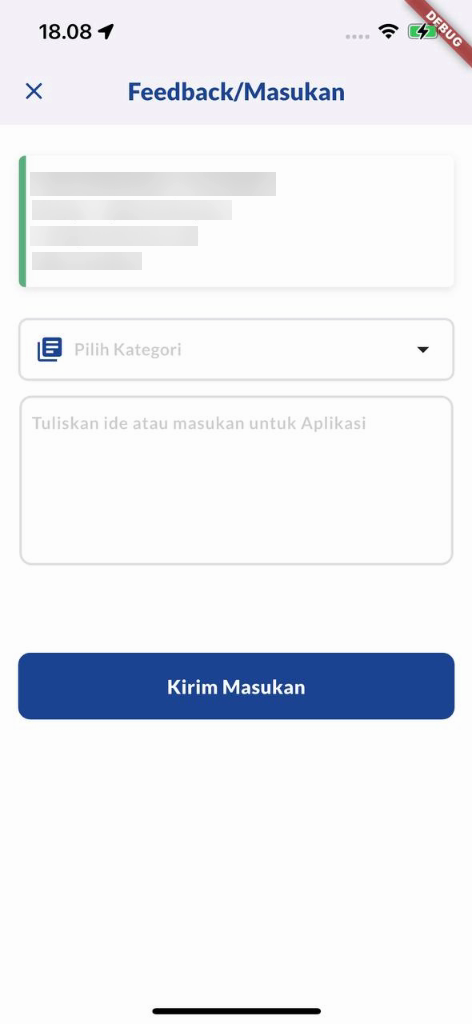 18.08
DEBUG
Feedback/Masukan
Pilih Kategori
Tuliskan ide atau masukan untuk Aplikasi
Kirim Masukan